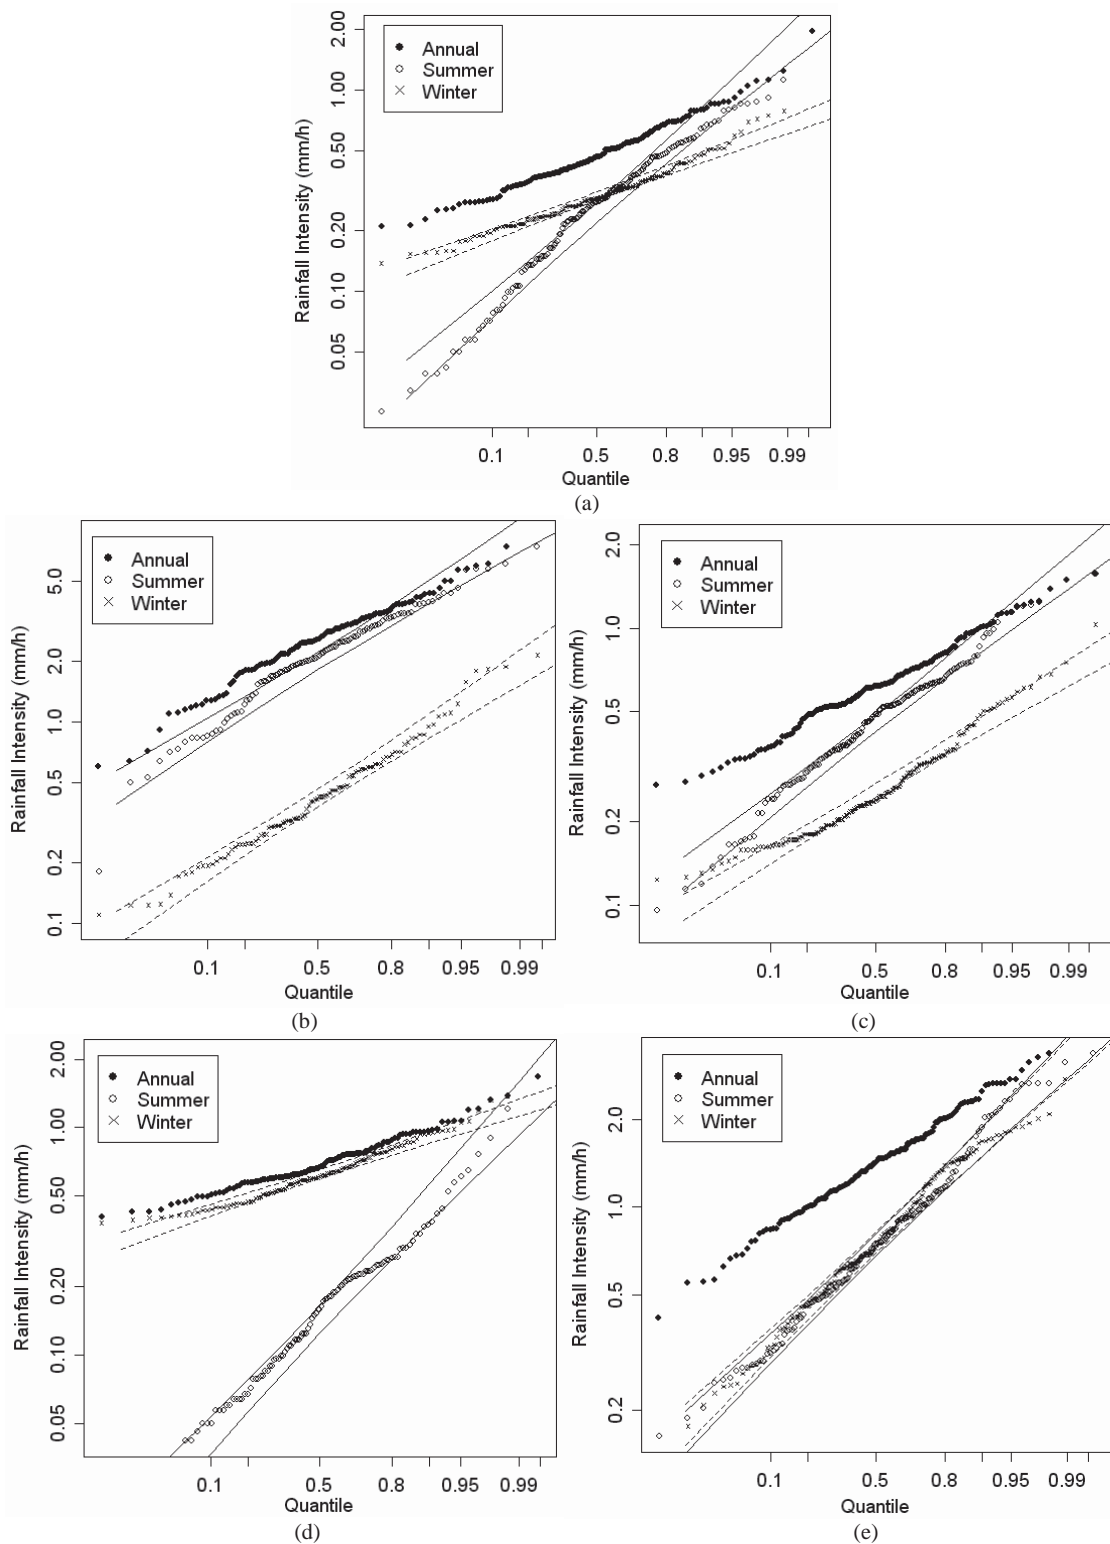 Rainfall Intensity (mm/h)
2.00
1.00
0.50
0.20
0.10
0.05
Annual
Summer
Winter
0.1 0.5 0.8 0.95 0.99
Quantile
(a)
Rainfall Intensity (mm/h)
5.0
2.0
1.0
0.5
0.2
0.1
Annual
Summer
Winter
0.1 0.5 0.8 0.95 0.99
Quantile
(b)
Rainfall Intensity (mm/h)
2.0
1.0
0.5
0.2
0.1
Annual
Summer
Winter
0.1 0.5 0.8 0.95 0.99
Quantile
(c)
Rainfall Intensity (mm/h)
2.00
1.00
0.50
0.20
0.10
0.05
Annual
Summer
Winter
0.1 0.5 0.8 0.95 0.99
Quantile
(d)
Rainfall Intensity (mm/h)
2.0
1.0
0.5
0.2
Annual
Summer
Winter
0.1 0.5 0.8 0.95 0.99
Quantile
(e)